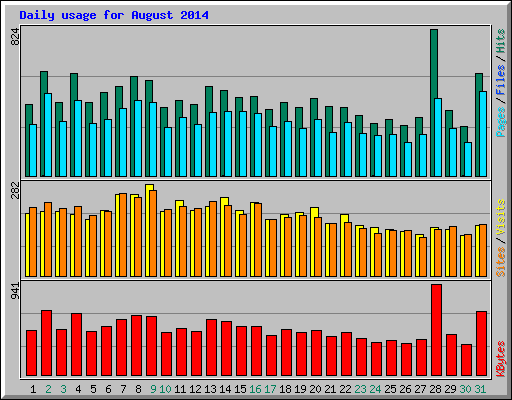 Daily usage for August 2014
824
Pages / Files / Hits
282
Sites / Visits
941
KBytes
1 2 3 4 5 6 7 8 9 10 11 12 13 14 15 16 17 18 19 20 21 22 23 24 25 26 27 28 29 30 31